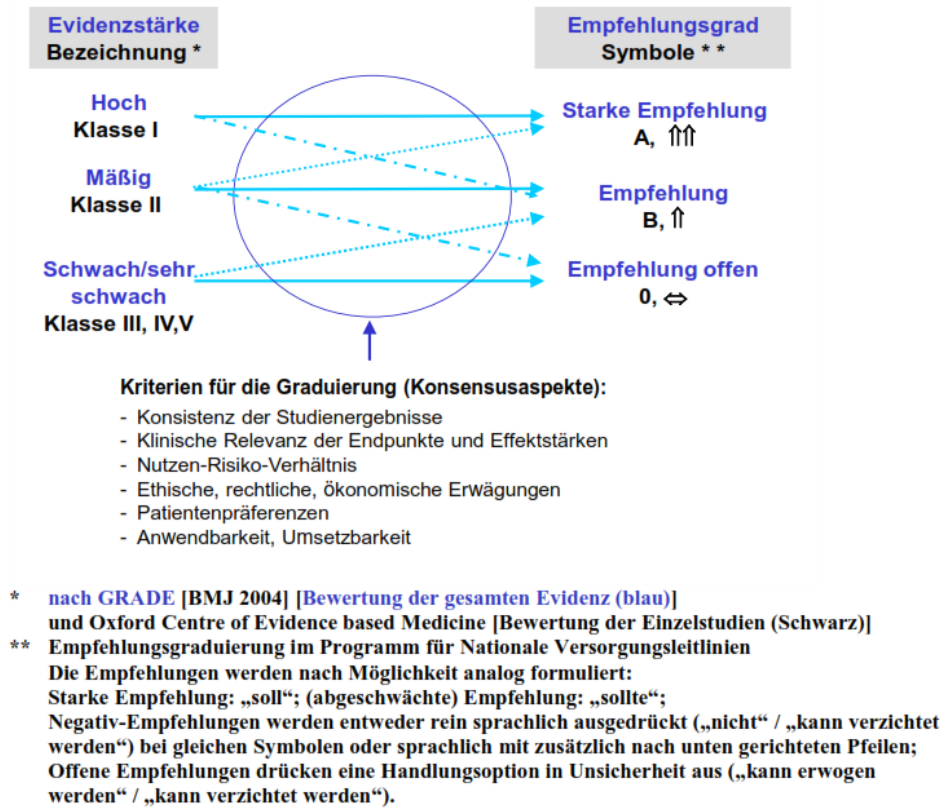 Evidenzstärke
Bezeichnung *
Empfehlungsgrad
Symbole * *
Hoch
Klasse I
Starke Empfehlung
A, ⇑⇑
Mäßig
Klasse II
Empfehlung
B, ⇑
Schwach/sehr
schwach
Klasse III, IV,V
Empfehlung offen
0, ⇔
Kriterien für die Graduierung (Konsensusaspekte):
- Konsistenz der Studienergebnisse
- Klinische Relevanz der Endpunkte und Effektstärken
- Nutzen-Risiko-Verhältnis
- Ethische, rechtliche, ökonomische Erwägungen
- Patientenpräferenzen
- Anwendbarkeit, Umsetzbarkeit
* nach GRADE [BMJ 2004] [Bewertung der gesamten Evidenz (blau)]
und Oxford Centre of Evidence based Medicine [Bewertung der Einzelstudien (Schwarz)]
** Empfehlungsgraduierung im Programm für Nationale Versorgungsleitlinien
Die Empfehlungen werden nach Möglichkeit analog formuliert:
Starke Empfehlung: „soll“; (abgeschwächte) Empfehlung: „sollte“;
Negativ-Empfehlungen werden entweder rein sprachlich ausgedrückt („nicht“ / „kann verzichtet
werden“) bei gleichen Symbolen oder sprachlich mit zusätzlich nach unten gerichteten Pfeilen;
Offene Empfehlungen drücken eine Handlungsoption in Unsicherheit aus („kann erwogen
werden“ / „kann verzichtet werden“).